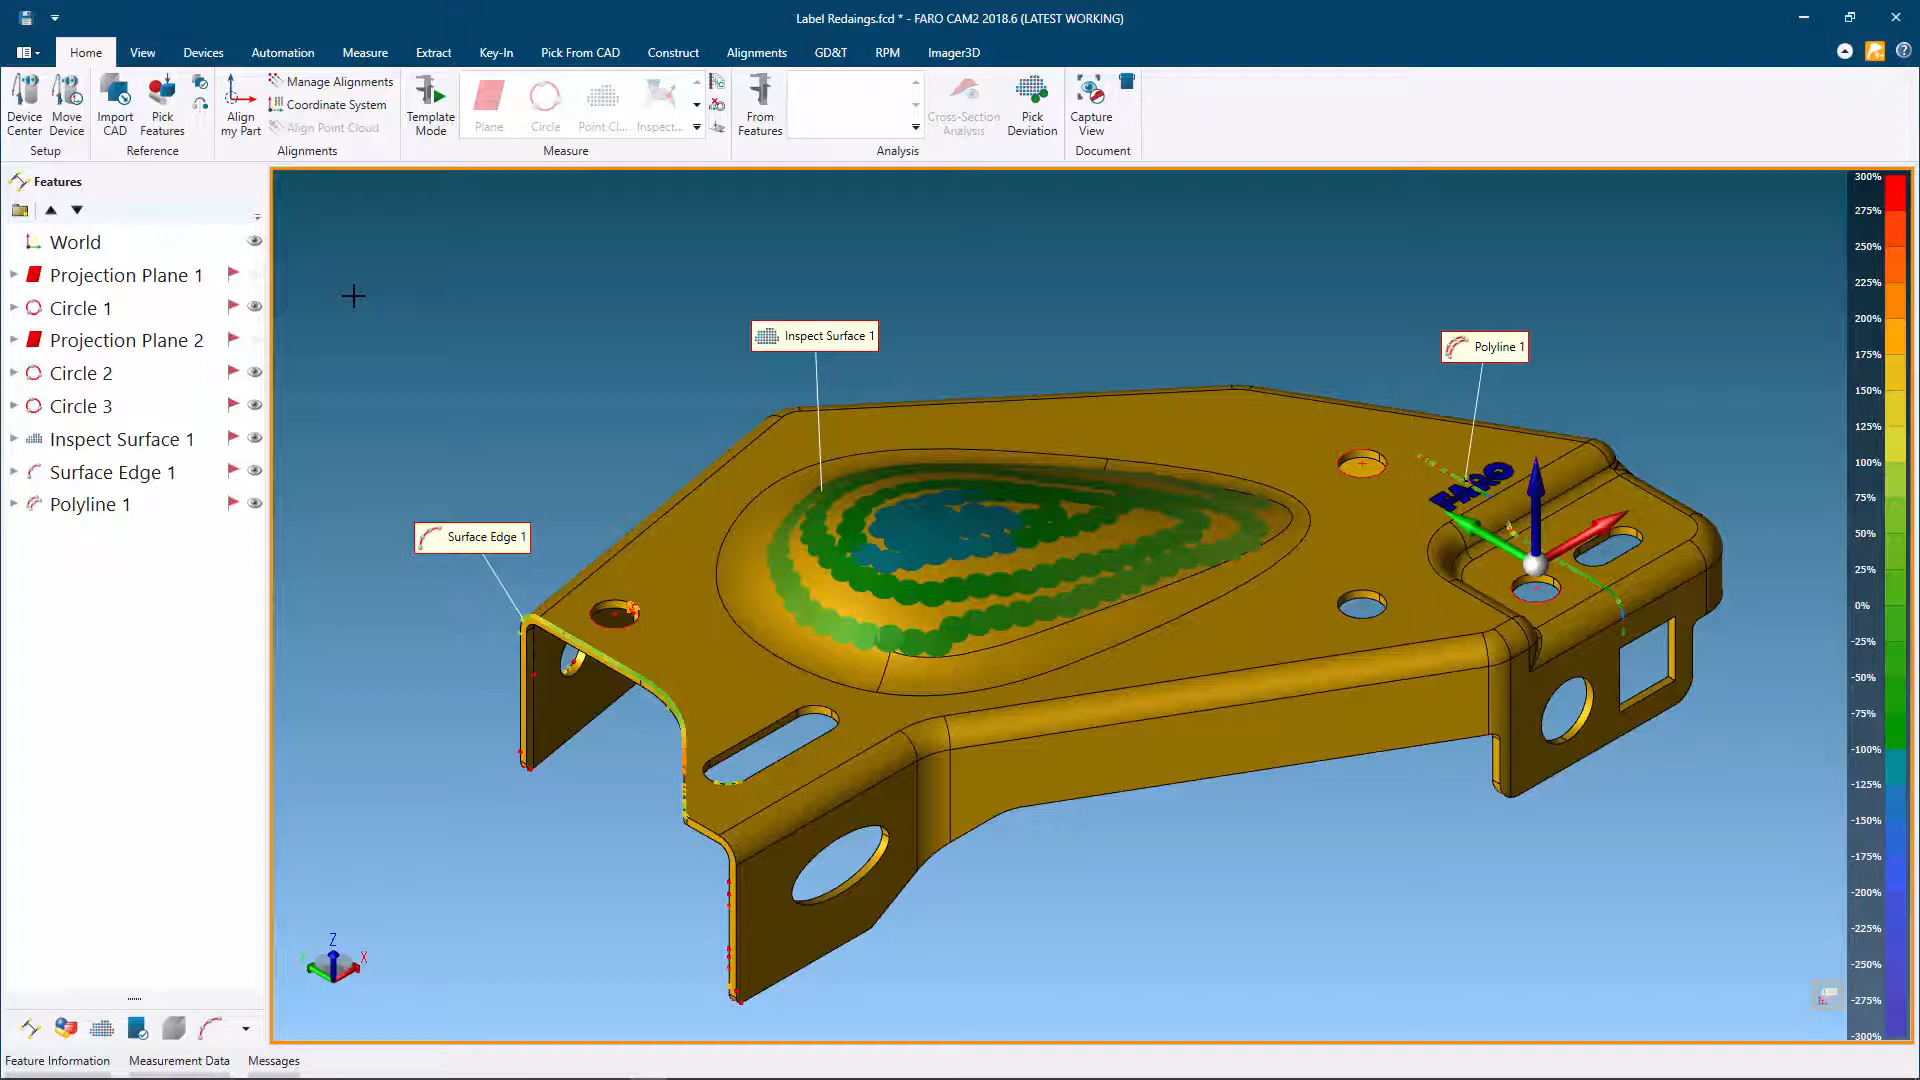 Label Redaings.fcd * - FARO CAM2 2018.6 (LATEST WORKING)
Home View Devices Automation Measure Extract Key-In Pick From CAD Construct Alignments GD&T RPM Imager3D
Device Center
Move Device
Setup
Import CAD
Pick Features
Reference
Align my Part
Manage Alignments
Coordinate System
Align Point Cloud
Alignments
Template Mode
Plane
Circle
Point Cl...
Inspect...
Measure
From Features
Cross-Section Analysis
Pick Deviation
Analysis
Capture View
Document
Features
World
Projection Plane 1
Circle 1
Projection Plane 2
Circle 2
Circle 3
Inspect Surface 1
Surface Edge 1
Polyline 1
Inspect Surface 1
Polyline 1
Surface Edge 1
FARO
Z
X
Y
300%
275%
250%
225%
200%
175%
150%
125%
100%
75%
50%
25%
0%
-25%
-50%
-75%
-100%
-125%
-150%
-175%
-200%
-225%
-250%
-275%
-300%
Feature Information Measurement Data Messages